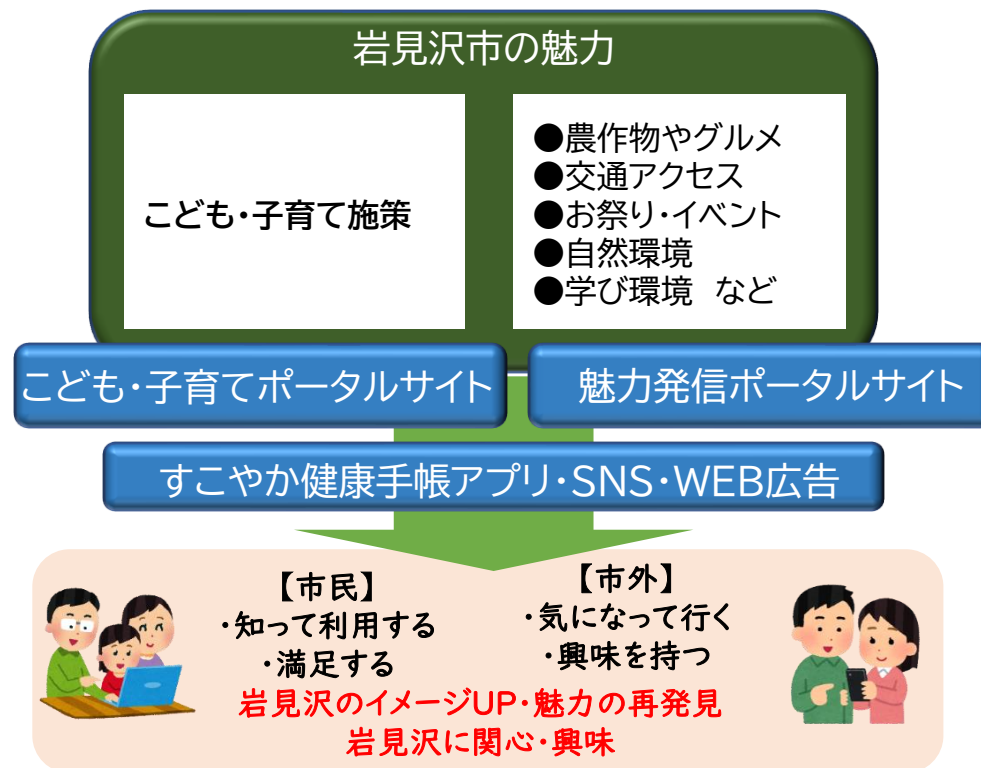 岩見沢市の魅力
こども・子育て施策
●農作物やグルメ
●交通アクセス
●お祭り・イベント
●自然環境
●学び環境　など
こども・子育てポータルサイト
魅力発信ポータルサイト
すこやか健康手帳アプリ・SNS・WEB広告
【市民】
・知って利用する
・満足する
【市外】
・気になって行く
・興味を持つ
岩見沢のイメージUP・魅力の再発見
岩見沢に関心・興味